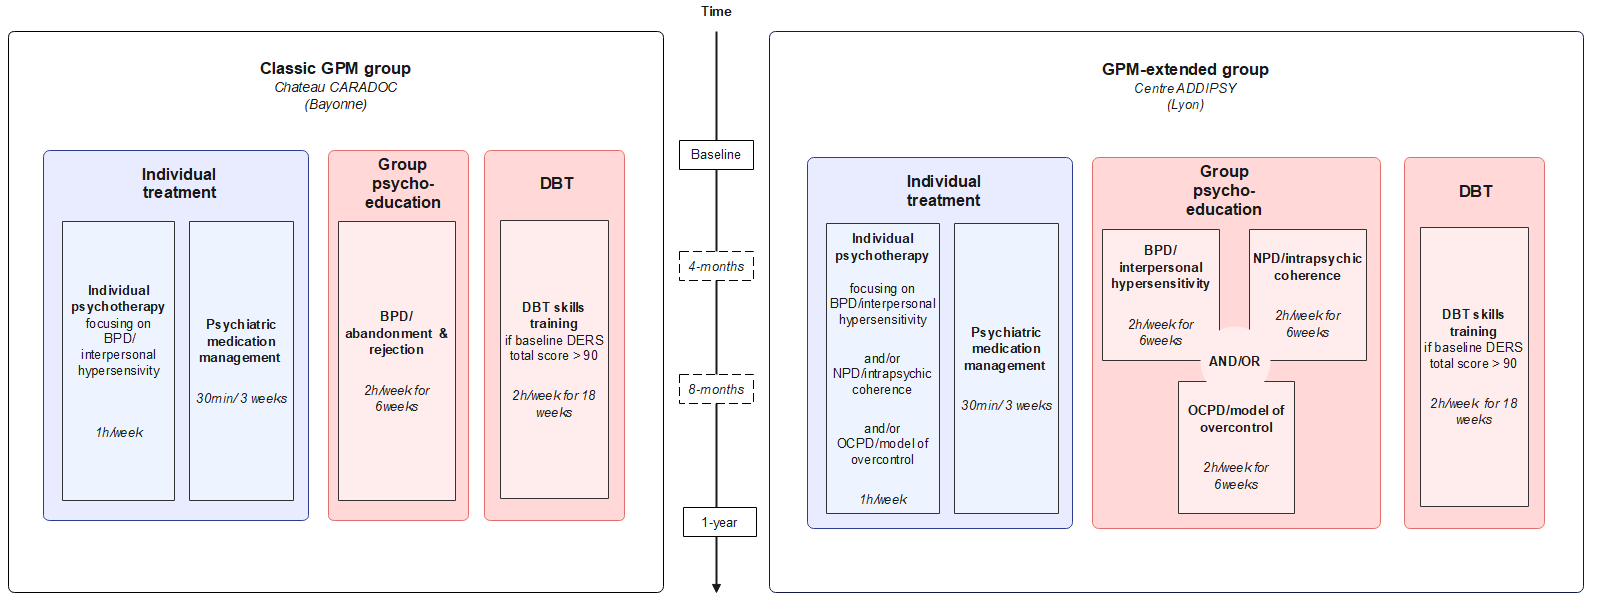 Time
Classic GPM group
Chateau CARADOC
(Bayonne)
Individual
treatment
Individual
psychotherapy
focusing on
BPD/
interpersonal
hypersensivity
1h/week
Psychiatric
medication
management
30min/ 3 weeks
Group
psycho-
education
BPD/
abandonment &
rejection
2h/week for
6weeks
DBT
DBT skills
training
if baseline DERS
total score > 90
2h/week for 18
weeks
Baseline
4-months
8-months
1-year
GPM-extended group
Centre ADDIPSY
(Lyon)
Individual
treatment
Individual
psychotherapy
focusing on
BPD/interpersonal
hypersensitivity
and/or
NPD/intrapsychic
coherence
and/or
OCPD/model of
overcontrol
1h/week
Psychiatric
medication
management
30min/ 3 weeks
Group
psycho-
education
BPD/
interpersonal
hypersensitivity
2h/week for
6weeks
NPD/intrapsychic
coherence
2h/week for
6weeks
AND/OR
OCPD/model of
overcontrol
2h/week for
6weeks
DBT
DBT skills
training
if baseline DERS
total score > 90
2h/week for 18
weeks